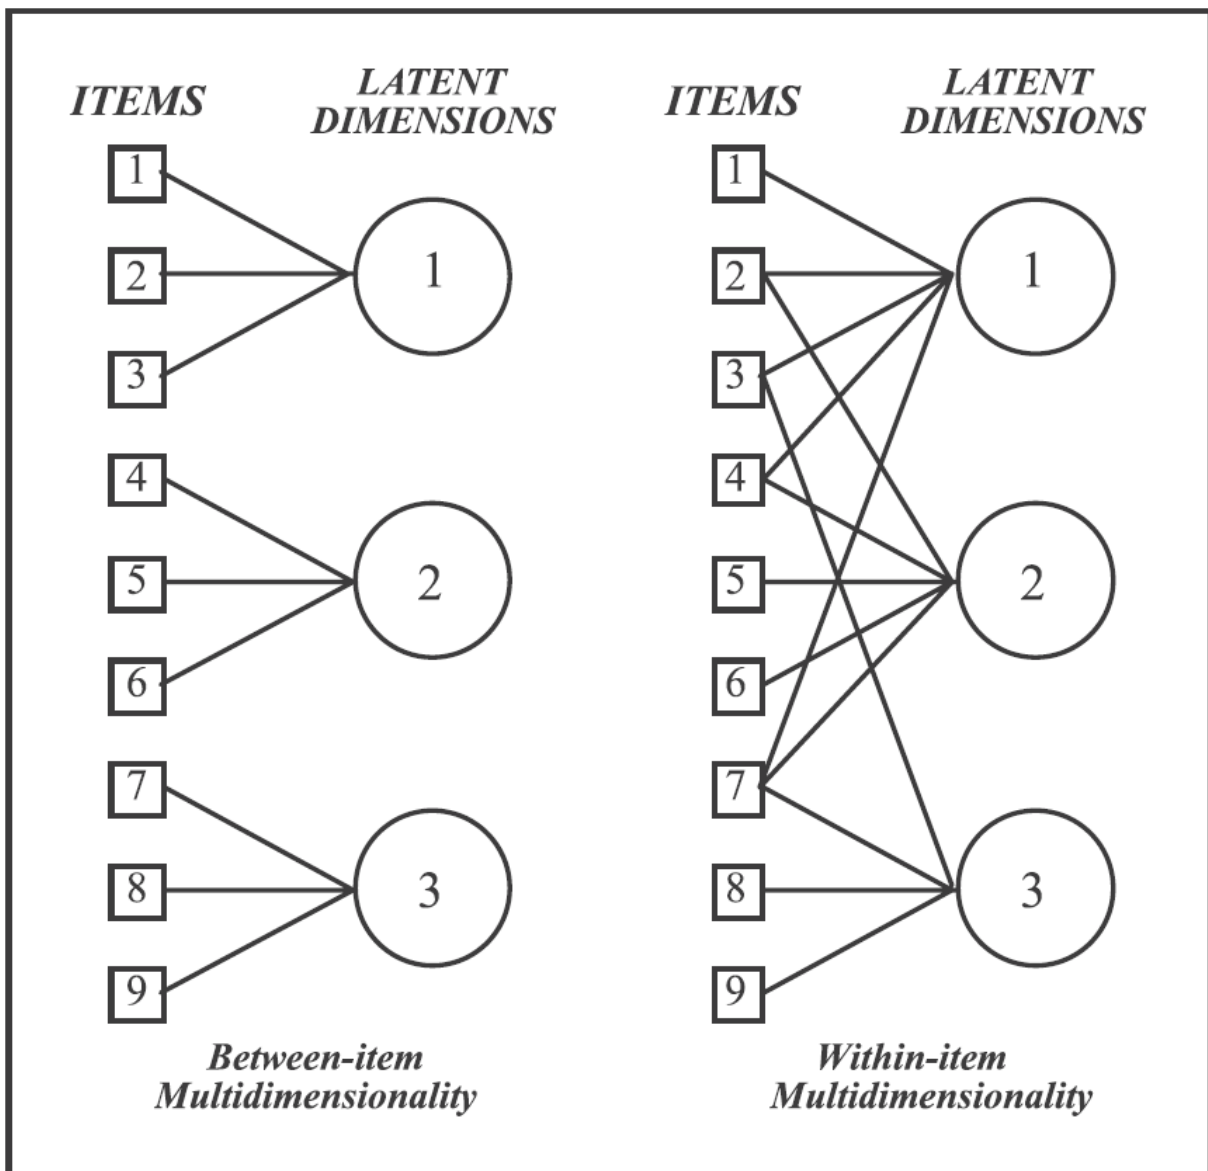 ITEMS
LATENT
DIMENSIONS
1
2
3
4
5
6
7
8
9
1
2
3
Between-item
Multidimensionality
ITEMS
LATENT
DIMENSIONS
1
2
3
4
5
6
7
8
9
1
2
3
Within-item
Multidimensionality